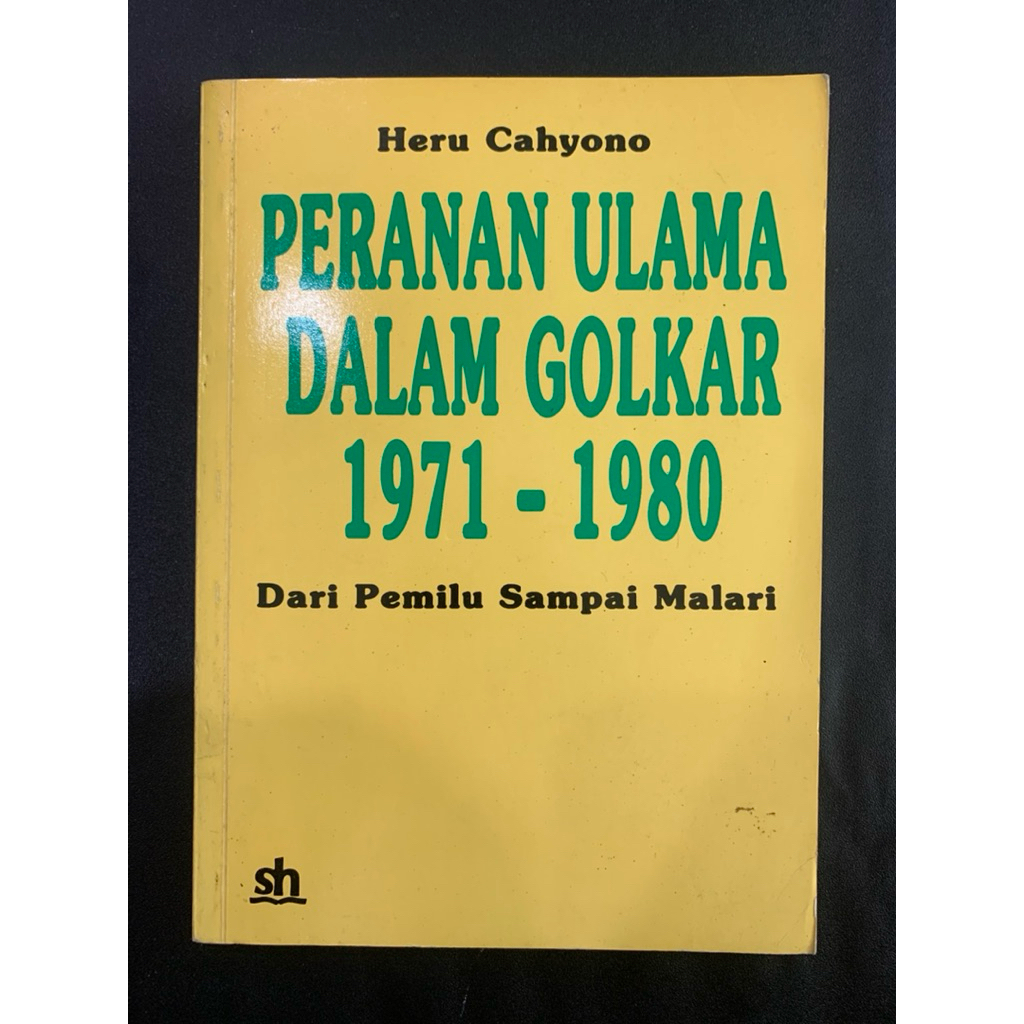 Heru Cahyono
PERANAN ULAMA
DALAM GOLKAR
1971 - 1980
Dari Pemilu Sampai Malari
sh